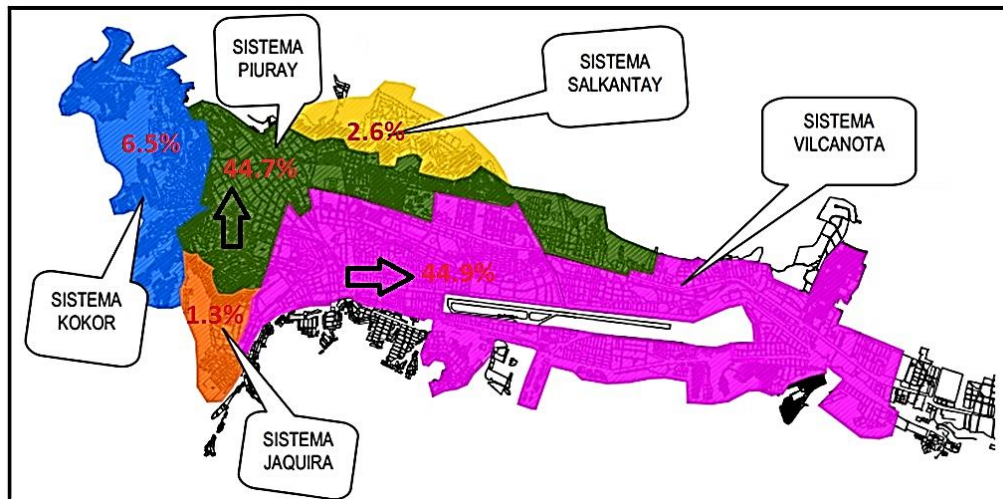 SISTEMA
PIURAY
SISTEMA
SALKANTAY
SISTEMA
VILCANOTA
6.5%
44.7%
2.6%
44.9%
SISTEMA
KOKOR
1.3%
SISTEMA
JAQUIRA